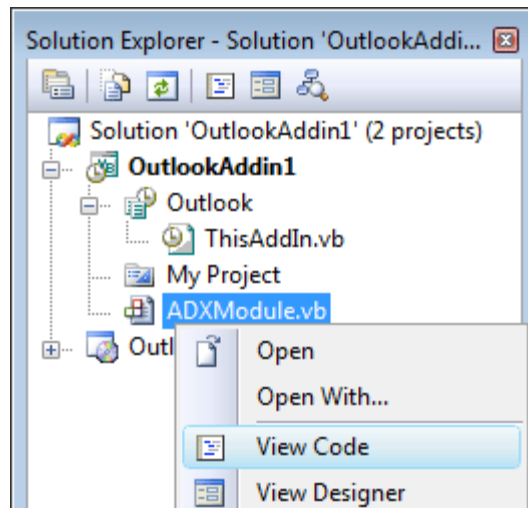 Solution Explorer - Solution 'OutlookAddi...
Solution 'OutlookAddin1' (2 projects)
OutlookAddin1
Outlook
ThisAddIn.vb
My Project
ADXModule.vb
Outl
Open
Open With...
View Code
View Designer